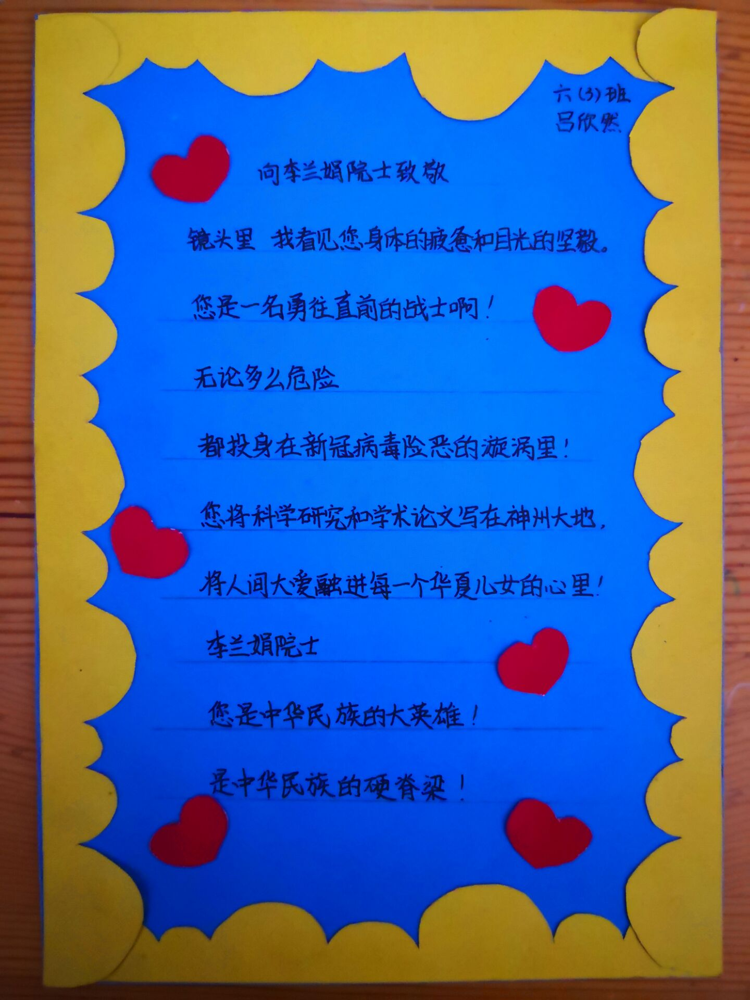 六(3)班
吕欣然
向李兰娟院士致敬
镜头里 我看见您身体的疲惫和目光的坚毅。
您是一名勇往直前的战士啊!
无论多么危险
都投身在新冠病毒险恶的漩涡里!
您将科学研究和学术论文写在神州大地,
将人间大爱融进每一个华夏儿女的心里!
李兰娟院士
您是中华民族的大英雄!
是中华民族的硬脊梁!